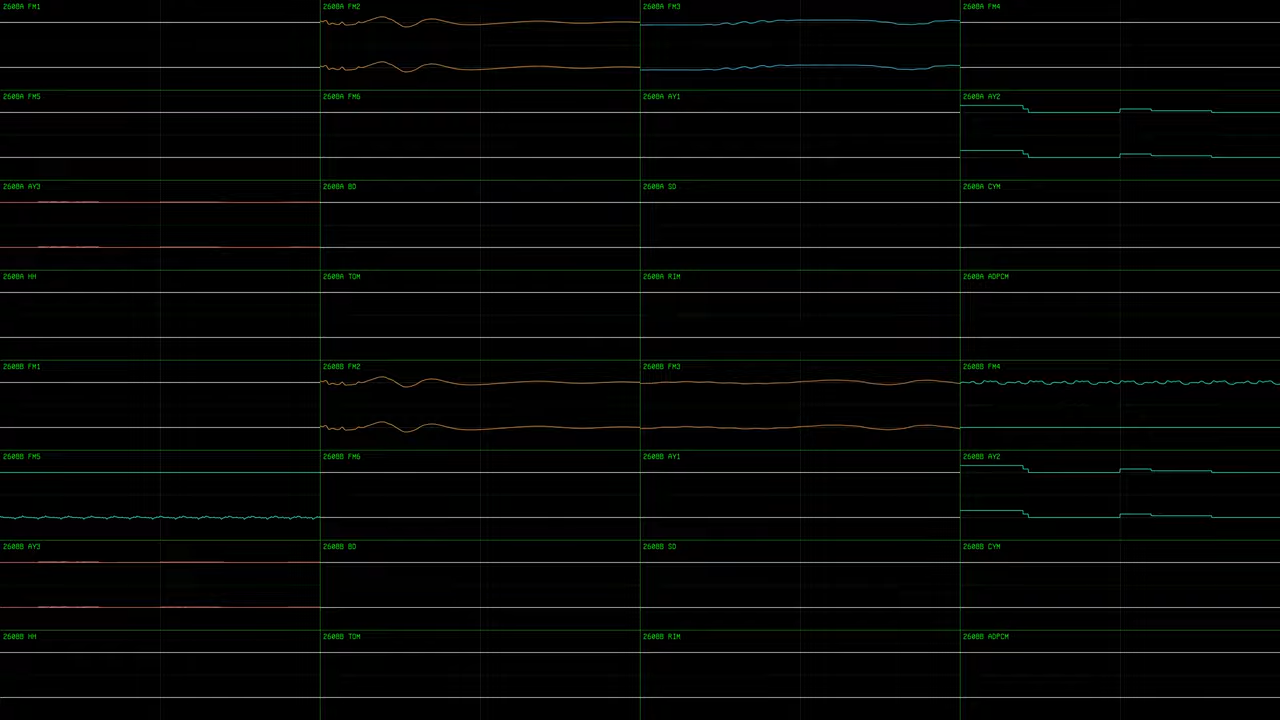 2608A FM1
2608A FM2
2608A FM3
2608A FM4
2608A FM5
2608A FM6
2608A AY1
2608A AY2
2608A AY3
2608A BD
2608A SD
2608A CYM
2608A HH
2608A TOM
2608A RIM
2608A ADPCM
2608B FM1
2608B FM2
2608B FM3
2608B FM4
2608B FM5
2608B FM6
2608B AY1
2608B AY2
2608B AY3
2608B BD
2608B SD
2608B CYM
2608B HH
2608B TOM
2608B RIM
2608B ADPCM